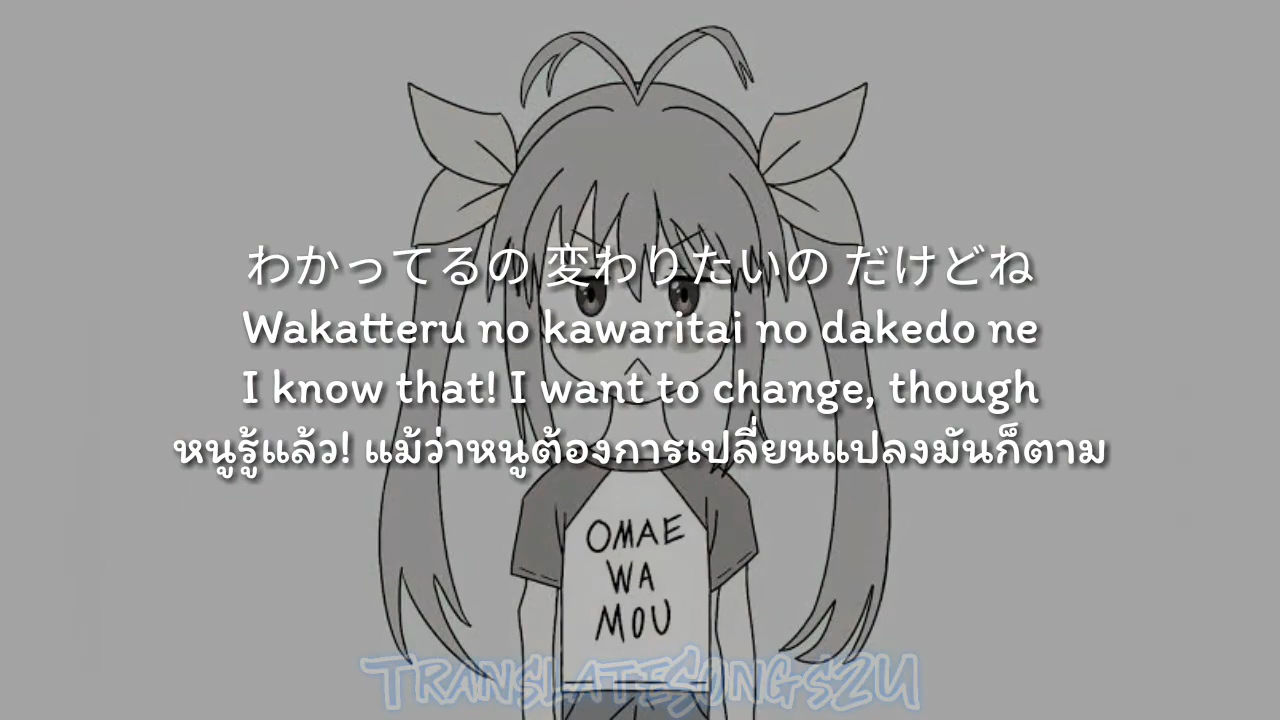 わかってるの 変わりたいの だけどね
Wakatteru no kawaritai no dakedo ne
I know that! I want to change, though
หนูรู้แล้ว! แม้ว่าหนูต้องการเปลี่ยนแปลงมันก็ตาม
OMAE
WA
MOU
TRANSLATESONGS2U